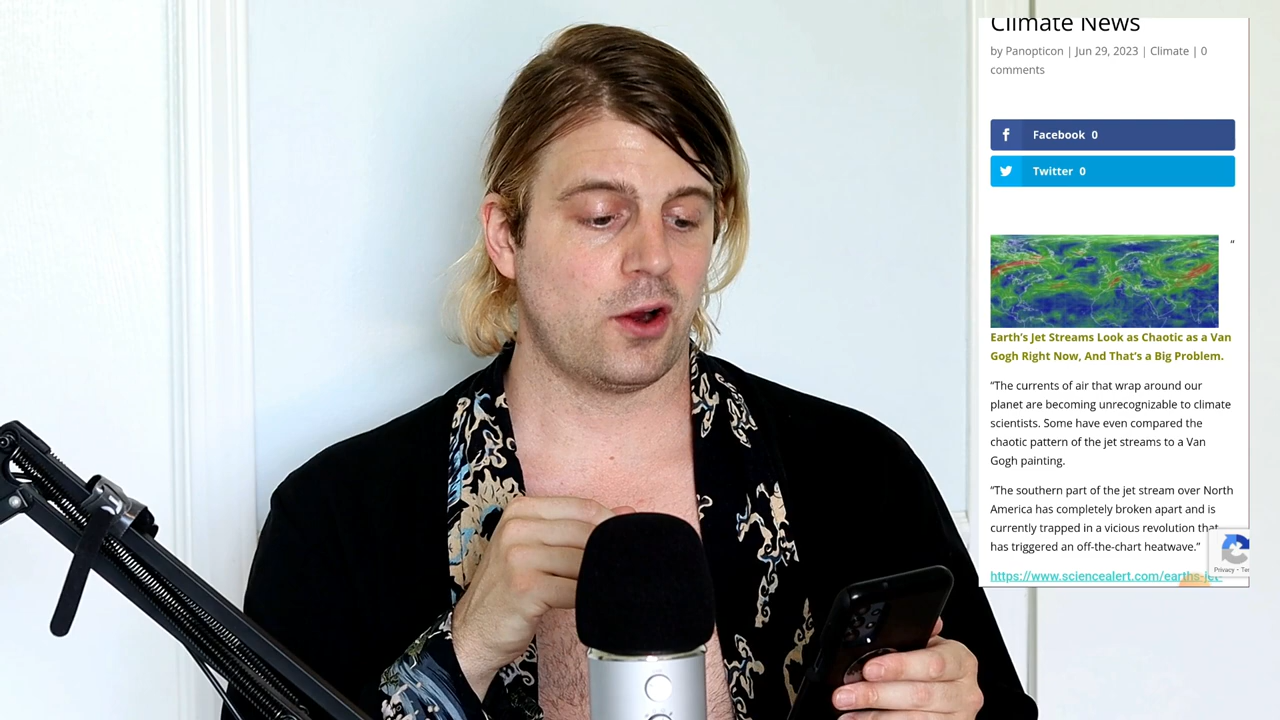 Climate News
by Panopticon | Jun 29, 2023 | Climate | 0
comments
Facebook 0
Twitter 0
“
Earth’s Jet Streams Look as Chaotic as a Van
Gogh Right Now, And That’s a Big Problem.
“The currents of air that wrap around our
planet are becoming unrecognizable to climate
scientists. Some have even compared the
chaotic pattern of the jet streams to a Van
Gogh painting.
“The southern part of the jet stream over North
America has completely broken apart and is
currently trapped in a vicious revolution that
has triggered an off-the-chart heatwave.”
Privacy -
https://www.sciencealert.com/earths-jet-